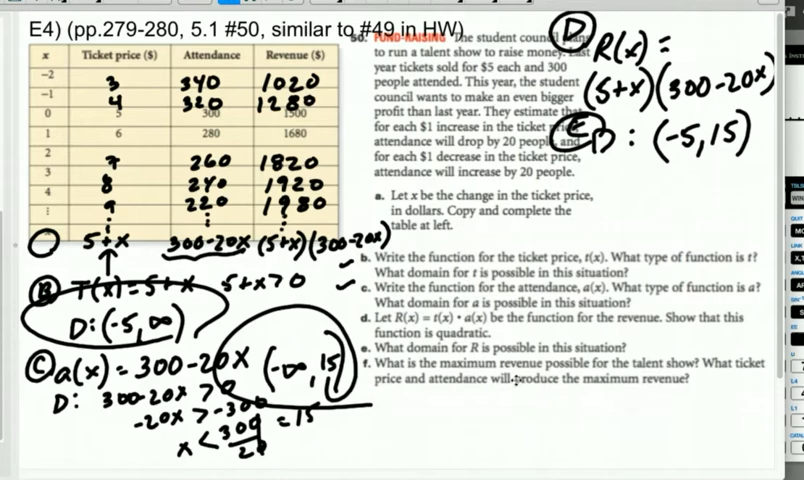 E4) (pp.279-280, 5.1 #50, similar to #49 in HW)
x Ticket price ($) Attendance Revenue ($)
-2 3 340 1020
-1 4 320 1280
0 5 300 1500
1 6 280 1680
2 7 260 1820
3 8 240 1920
4 9 220 1980
⋮ ⋮ ⋮ ⋮
5+x 300-20x (5+x)(300-20x)
B T(x)=5+x 5+x>0
D: (-5, ∞)
C a(x) = 300-20x (-∞, 15)
D: 300-20x > 0
-20x > -300
x < 300/20 = 15
50. FUND-RAISING The student council plans
to run a talent show to raise money. Last
year tickets sold for $5 each and 300
people attended. This year, the student
council wants to make an even bigger
profit than last year. They estimate that
for each $1 increase in the ticket price,
attendance will drop by 20 people, and
for each $1 decrease in the ticket price,
attendance will increase by 20 people.
a. Let x be the change in the ticket price,
in dollars. Copy and complete the
table at left.
b. Write the function for the ticket price, t(x). What type of function is t?
What domain for t is possible in this situation?
c. Write the function for the attendance, a(x). What type of function is a?
What domain for a is possible in this situation?
d. Let R(x) = t(x) • a(x) be the function for the revenue. Show that this
function is quadratic.
e. What domain for R is possible in this situation?
f. What is the maximum revenue possible for the talent show? What ticket
price and attendance will produce the maximum revenue?
D R(x) =
(5+x)(300-20x)
E D: (-5, 15)